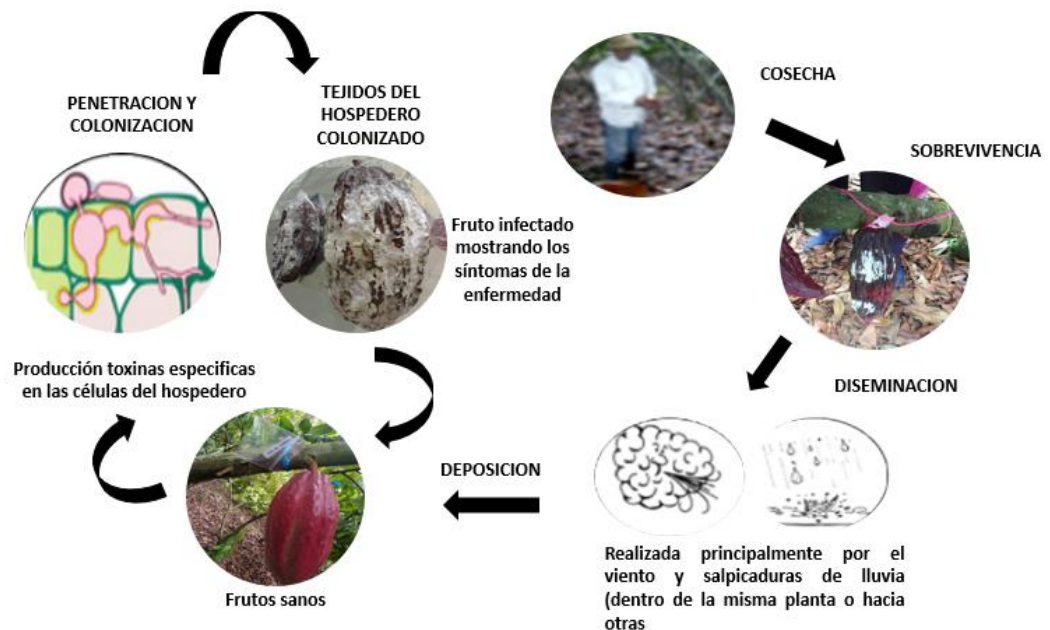 PENETRACION Y
COLONIZACION
TEJIDOS DEL
HOSPEDERO
COLONIZADO
Fruto infectado
mostrando los
síntomas de la
enfermedad
COSECHA
SOBREVIVENCIA
DISEMINACION
Realizada principalmente por el
viento y salpicaduras de lluvia
(dentro de la misma planta o hacia
otras
DEPOSICION
Frutos sanos
Producción toxinas especificas
en las células del hospedero